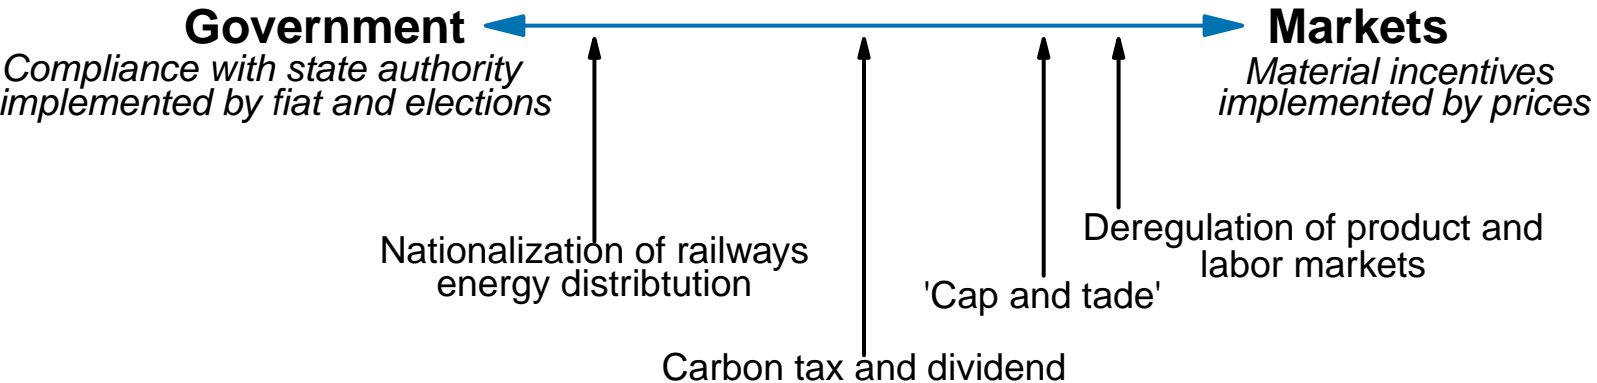 Government
Compliance with state authority
implemented by fiat and elections
Markets
Material incentives
implemented by prices
Nationalization of railways
energy distribtution
Carbon tax and dividend
'Cap and tade'
Deregulation of product and
labor markets